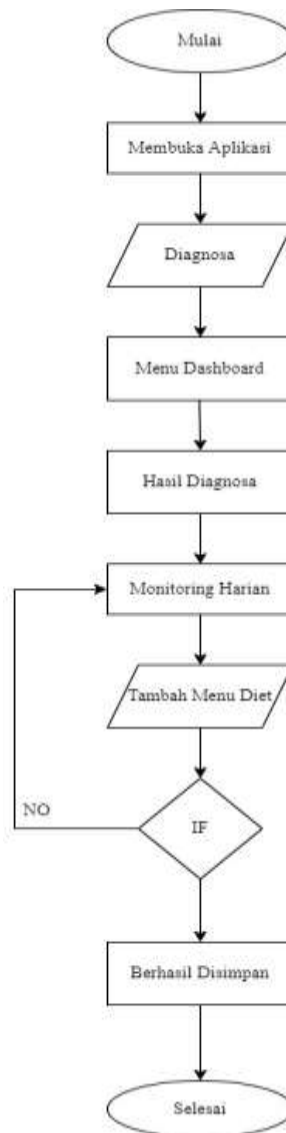 Mulai
Membuka Aplikasi
Diagnosa
Menu Dashboard
Hasil Diagnosa
Monitoring Harian
Tambah Menu Diet
IF
NO
Berhasil Disimpan
Selesai